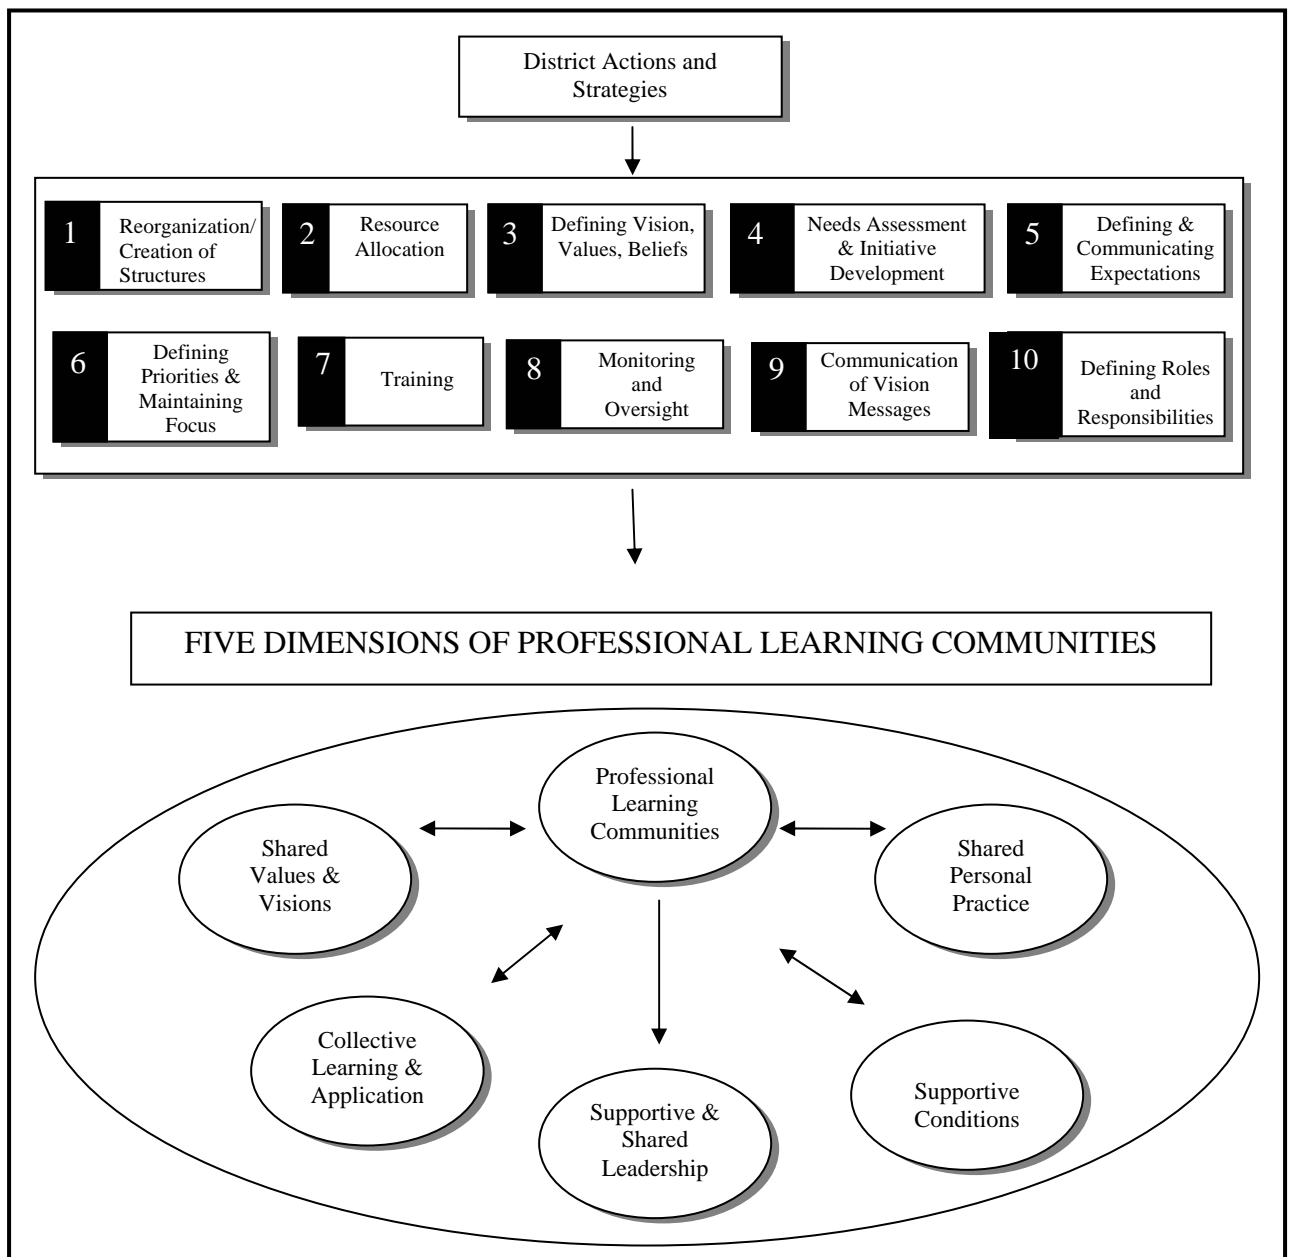 District Actions and
Strategies
1
Reorganization/
Creation of
Structures
2
Resource
Allocation
3
Defining Vision,
Values, Beliefs
4
Needs Assessment
& Initiative
Development
5
Defining &
Communicating
Expectations
6
Defining
Priorities &
Maintaining
Focus
7
Training
8
Monitoring
and
Oversight
9
Communication
of Vision
Messages
10
Defining Roles
and
Responsibilities
FIVE DIMENSIONS OF PROFESSIONAL LEARNING COMMUNITIES
Professional
Learning
Communities
Shared
Values &
Visions
Shared
Personal
Practice
Collective
Learning &
Application
Supportive &
Shared
Leadership
Supportive
Conditions